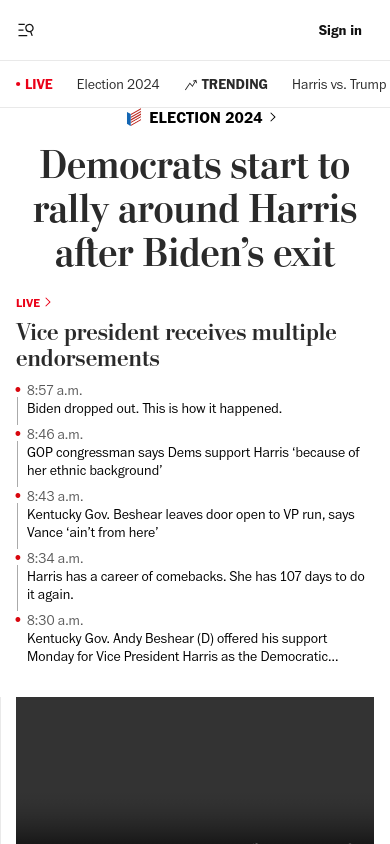 Sign in
LIVE Election 2024 TRENDING Harris vs. Trump
ELECTION 2024
Democrats start to
rally around Harris
after Biden’s exit
LIVE
Vice president receives multiple
endorsements
8:57 a.m.
Biden dropped out. This is how it happened.
8:46 a.m.
GOP congressman says Dems support Harris ‘because of
her ethnic background’
8:43 a.m.
Kentucky Gov. Beshear leaves door open to VP run, says
Vance ‘ain’t from here’
8:34 a.m.
Harris has a career of comebacks. She has 107 days to do
it again.
8:30 a.m.
Kentucky Gov. Andy Beshear (D) offered his support
Monday for Vice President Harris as the Democratic...